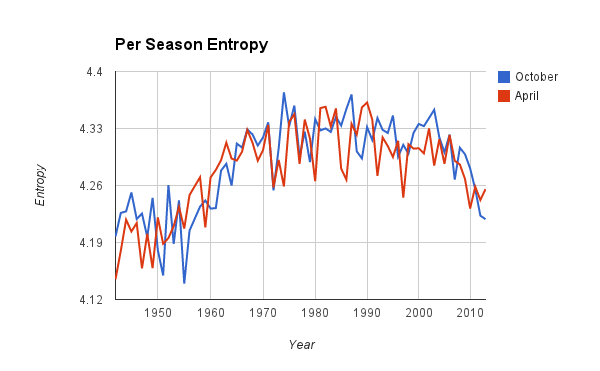 Per Season Entropy
4.4
4.33
4.26
4.19
4.12
Entropy
1950 1960 1970 1980 1990 2000 2010
Year
October
April